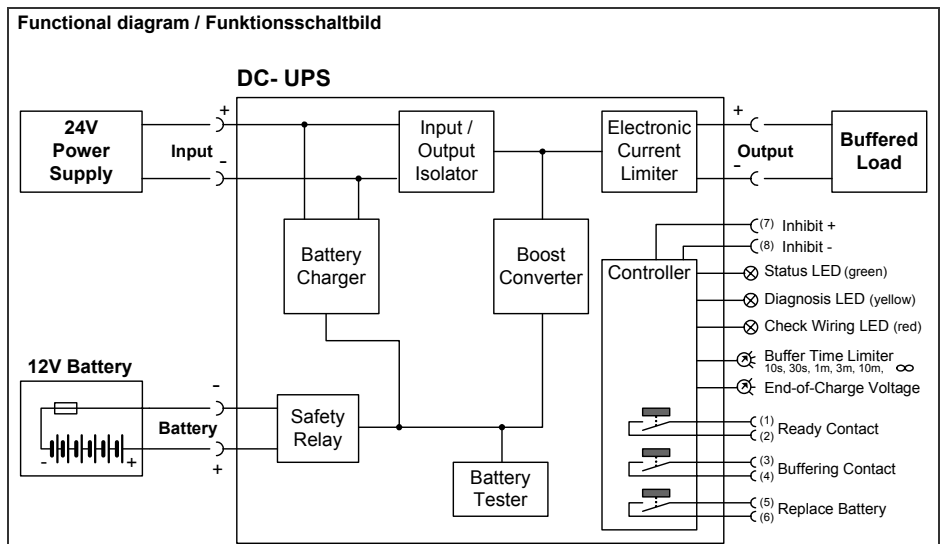 Functional diagram / Funktionsschaltbild
DC- UPS
24V
Power
Supply
+
Input
-
Input /
Output
Isolator
Electronic
Current
Limiter
+
Output
-
Buffered
Load
Battery
Charger
Boost
Converter
Controller
(7) Inhibit +
(8) Inhibit -
Status LED (green)
Diagnosis LED (yellow)
Check Wiring LED (red)
Buffer Time Limiter
10s, 30s, 1m, 3m, 10m, ∞
End-of-Charge Voltage
12V Battery
-
Battery
+
- +
Safety
Relay
Battery
Tester
(1)
(2) Ready Contact
(3)
(4) Buffering Contact
(5)
(6) Replace Battery